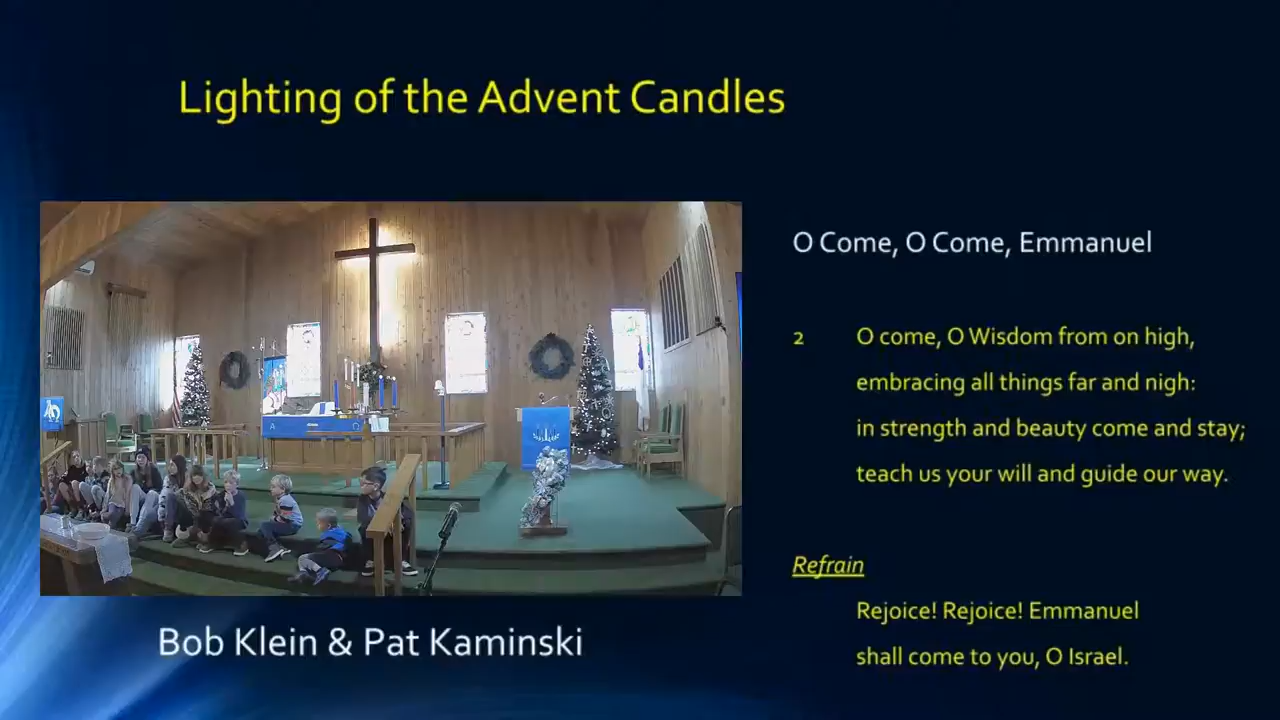 Lighting of the Advent Candles
O Come, O Come, Emmanuel
2 O come, O Wisdom from on high,
embracing all things far and nigh:
in strength and beauty come and stay;
teach us your will and guide our way.
Refrain
Rejoice! Rejoice! Emmanuel
shall come to you, O Israel.
Bob Klein & Pat Kaminski